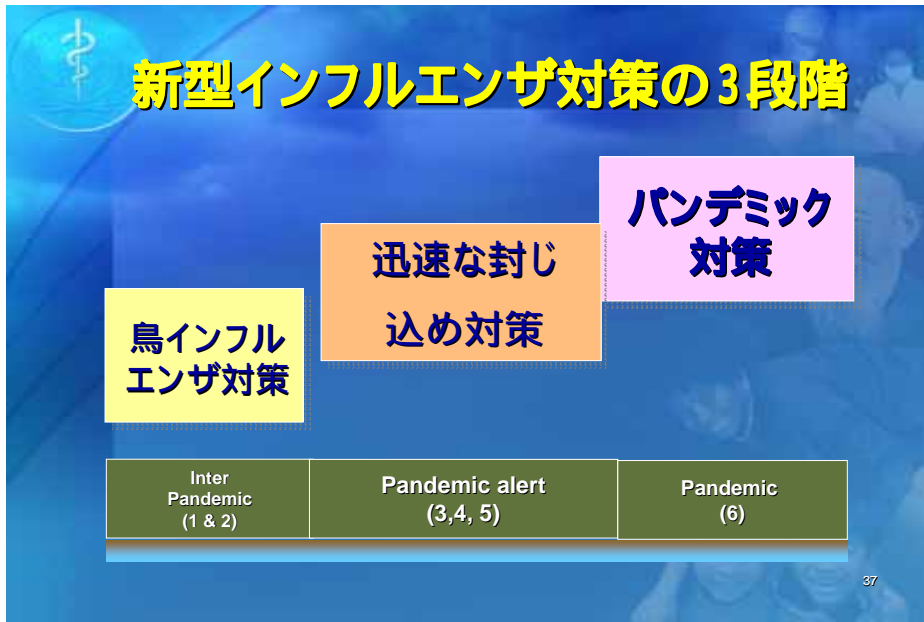 新型インフルエンザ対策の3段階
パンデミック
対策
迅速な封じ
込め対策
鳥インフル
エンザ対策
Inter
Pandemic
(1 & 2)
Pandemic alert
(3,4, 5)
Pandemic
(6)
37